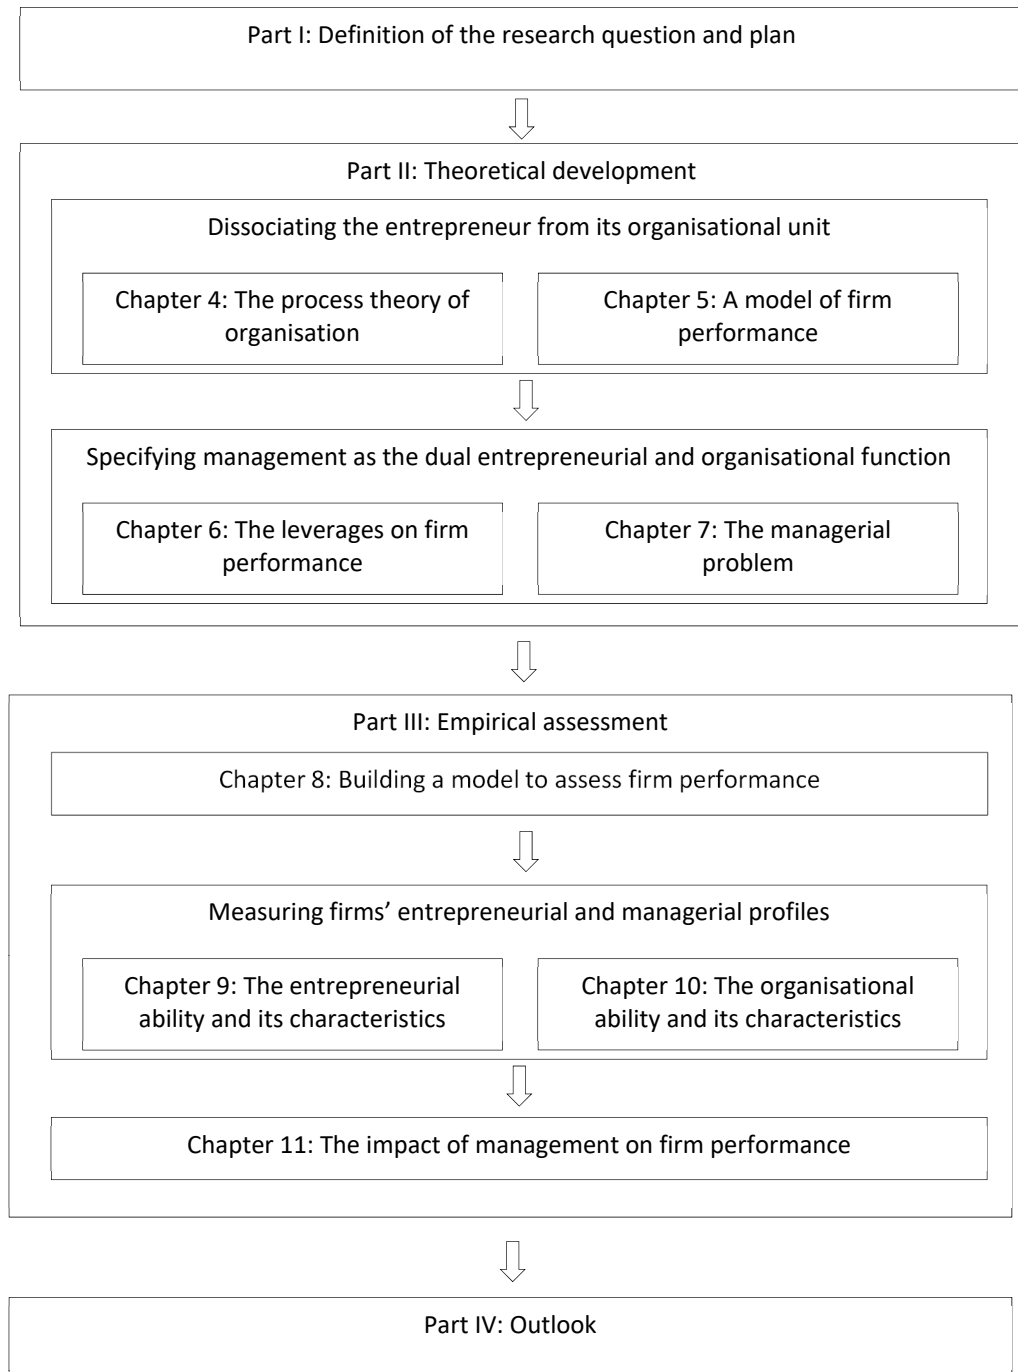 Part I: Definition of the research question and plan
Part II: Theoretical development
Dissociating the entrepreneur from its organisational unit
Chapter 4: The process theory of
organisation
Chapter 5: A model of firm
performance
Specifying management as the dual entrepreneurial and organisational function
Chapter 6: The leverages on firm
performance
Chapter 7: The managerial
problem
Part III: Empirical assessment
Chapter 8: Building a model to assess firm performance
Measuring firms’ entrepreneurial and managerial profiles
Chapter 9: The entrepreneurial
ability and its characteristics
Chapter 10: The organisational
ability and its characteristics
Chapter 11: The impact of management on firm performance
Part IV: Outlook